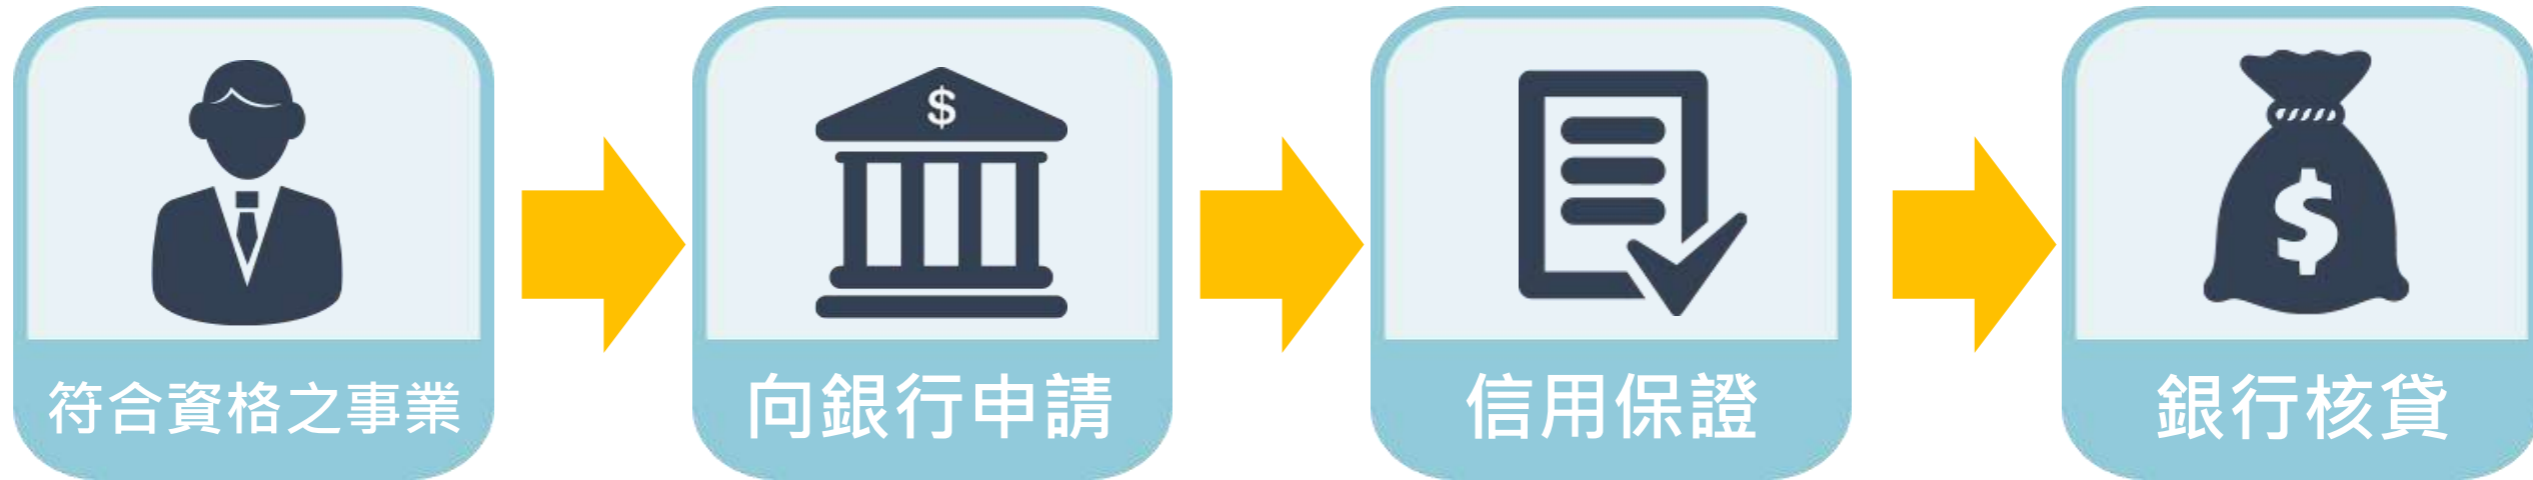 $
$
符合資格之事業
向銀行申請
信用保證
銀行核貸